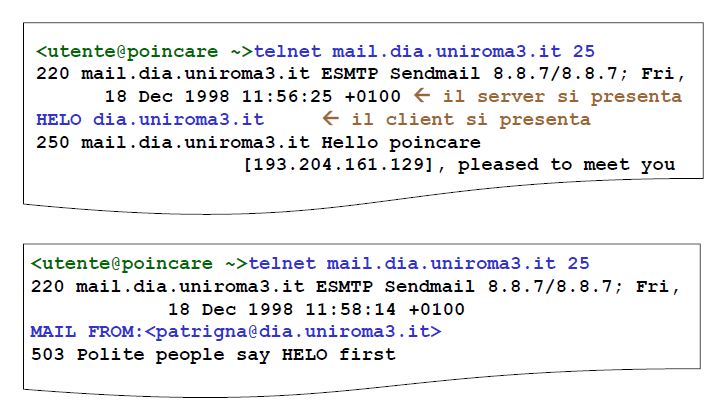 <utente@poincare ~>telnet mail.dia.uniroma3.it 25
220 mail.dia.uniroma3.it ESMTP Sendmail 8.8.7/8.8.7; Fri,
18 Dec 1998 11:56:25 +0100 ← il server si presenta
HELO dia.uniroma3.it ← il client si presenta
250 mail.dia.uniroma3.it Hello poincare
[193.204.161.129], pleased to meet you
<utente@poincare ~>telnet mail.dia.uniroma3.it 25
220 mail.dia.uniroma3.it ESMTP Sendmail 8.8.7/8.8.7; Fri,
18 Dec 1998 11:58:14 +0100
MAIL FROM:<patrigna@dia.uniroma3.it>
503 Polite people say HELO first